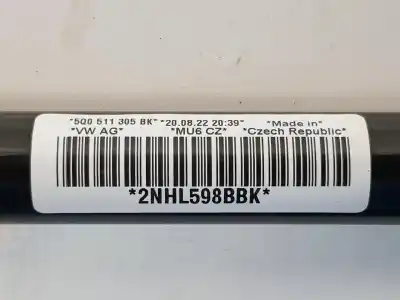 *5Q0 511 305 BK* *20.08.22 20:39* *Made in*
*VW AG* *MU6 CZ* *Czech Republic*
*2NHL598BBK*